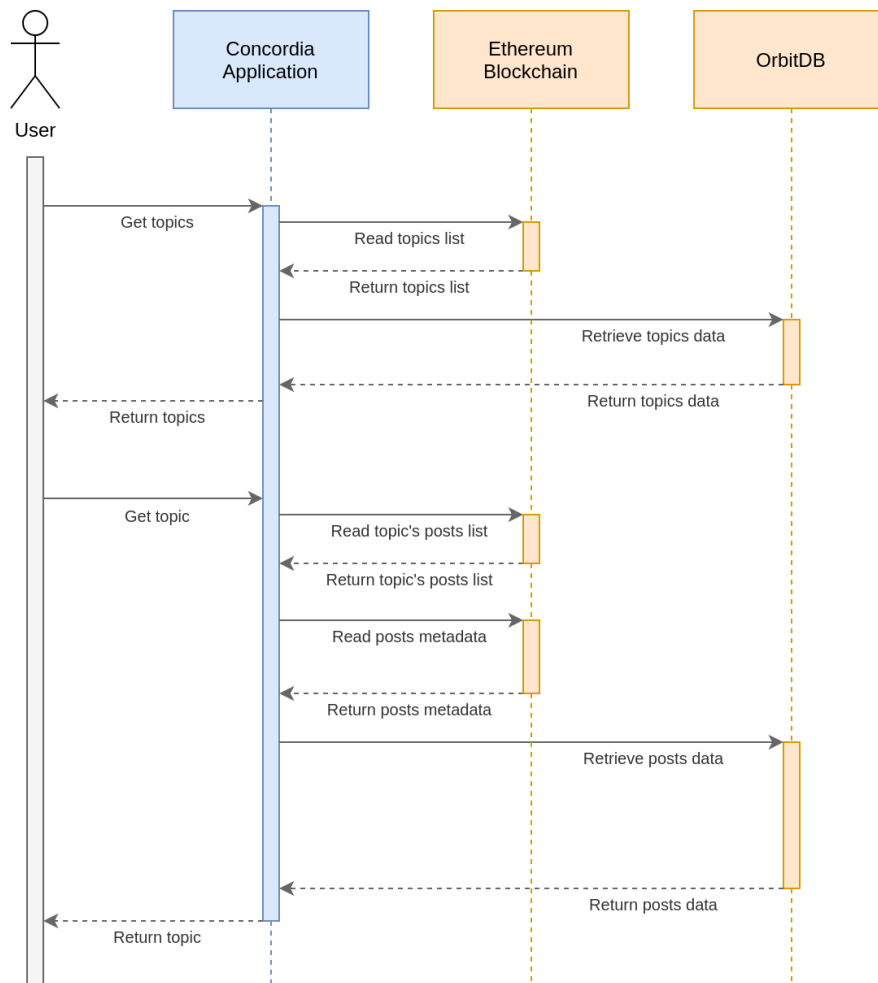 Concordia
Application
Ethereum
Blockchain
OrbitDB
User
Get topics
Read topics list
Return topics list
Retrieve topics data
Return topics data
Return topics
Get topic
Read topic's posts list
Return topic's posts list
Read posts metadata
Return posts metadata
Retrieve posts data
Return posts data
Return topic